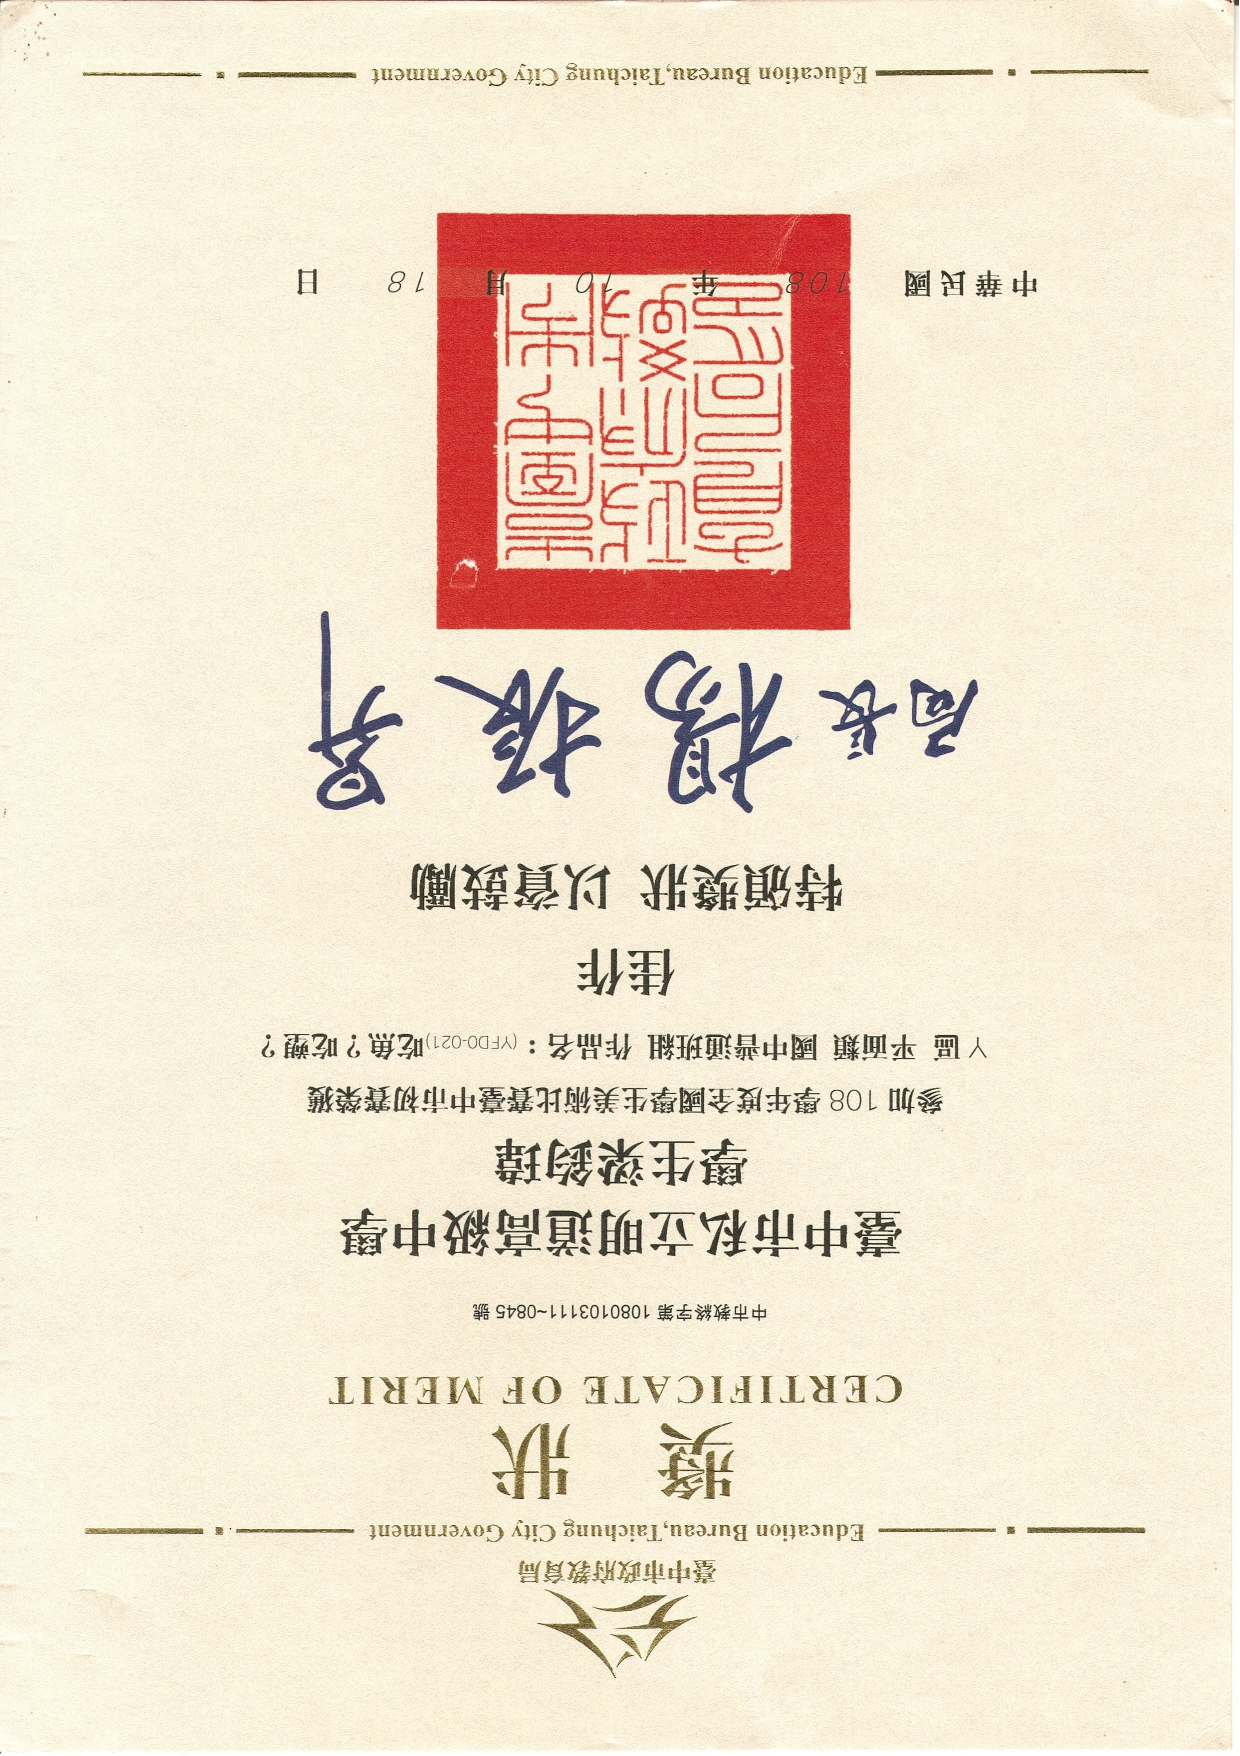 臺中市政府教育局
Education Bureau,Taichung City Government
獎 狀
CERTIFICATE OF MERIT
中市教終字第 1080103111~0845 號
臺中市私立明道高級中學
學生梁鈞瑋
參加 108 學年度全國學生美術比賽臺中市初賽榮獲
Y 區 平面類 國中普通班組 作品名：(YFD0-021)吃魚？吃塑？
佳作
特頒獎狀 以資鼓勵
局長 楊振昇
臺中市政府教育局印
中華民國 108 年 10 月 18 日
Education Bureau,Taichung City Government